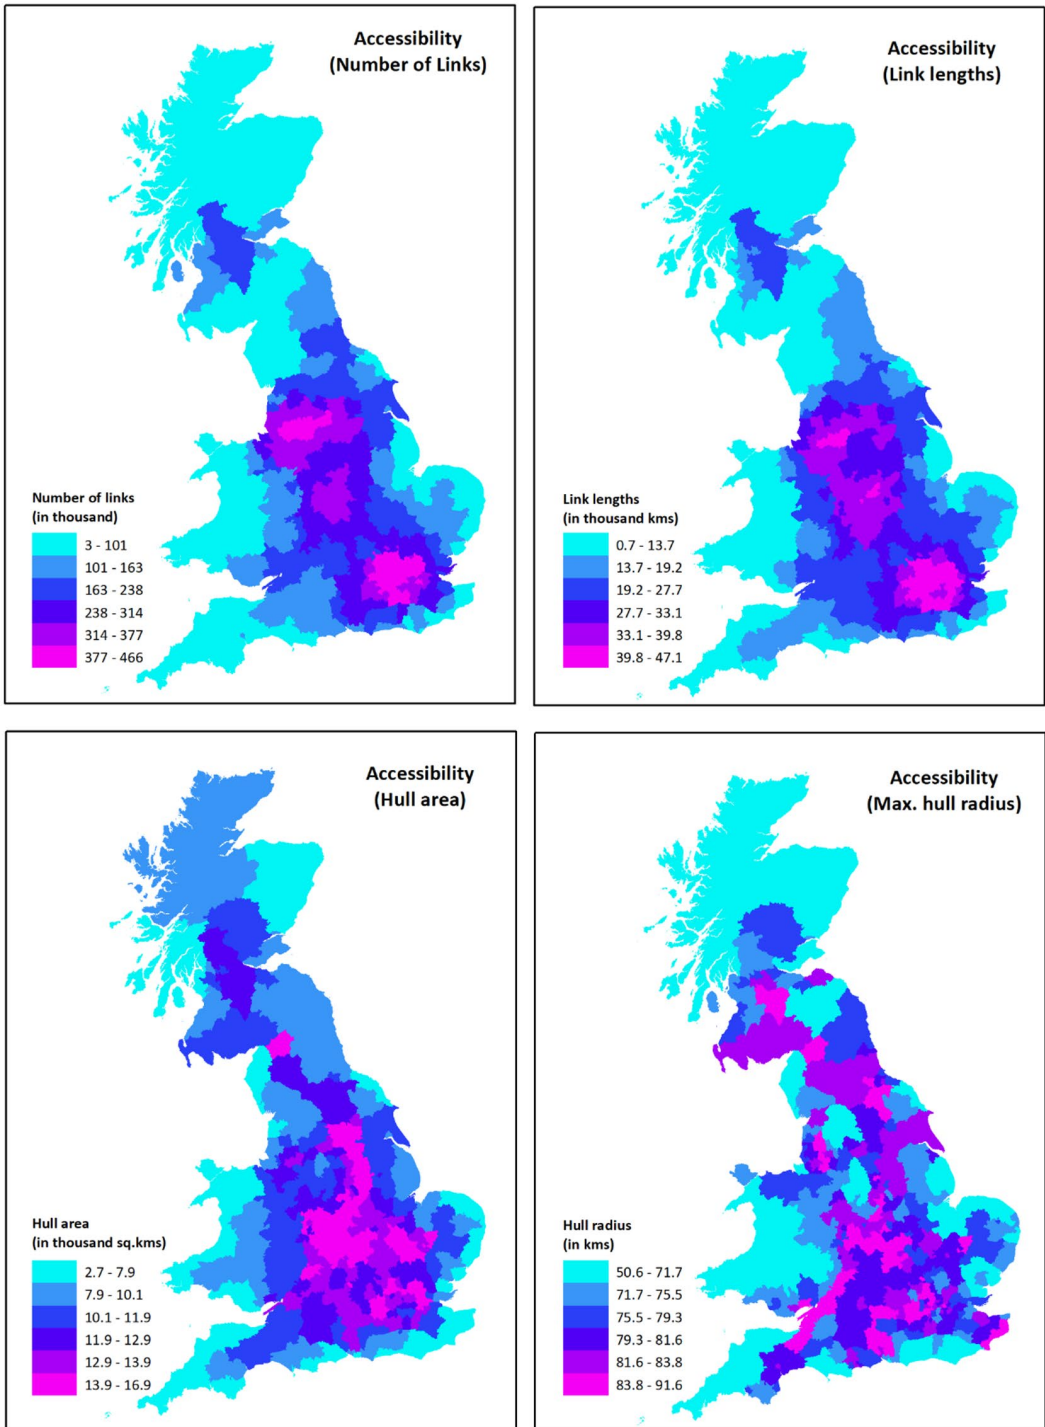 Accessibility
(Number of Links)
Number of links
(in thousand)
3 - 101
101 - 163
163 - 238
238 - 314
314 - 377
377 - 466
Accessibility
(Link lengths)
Link lengths
(in thousand kms)
0.7 - 13.7
13.7 - 19.2
19.2 - 27.7
27.7 - 33.1
33.1 - 39.8
39.8 - 47.1
Accessibility
(Hull area)
Hull area
(in thousand sq.kms)
2.7 - 7.9
7.9 - 10.1
10.1 - 11.9
11.9 - 12.9
12.9 - 13.9
13.9 - 16.9
Accessibility
(Max. hull radius)
Hull radius
(in kms)
50.6 - 71.7
71.7 - 75.5
75.5 - 79.3
79.3 - 81.6
81.6 - 83.8
83.8 - 91.6